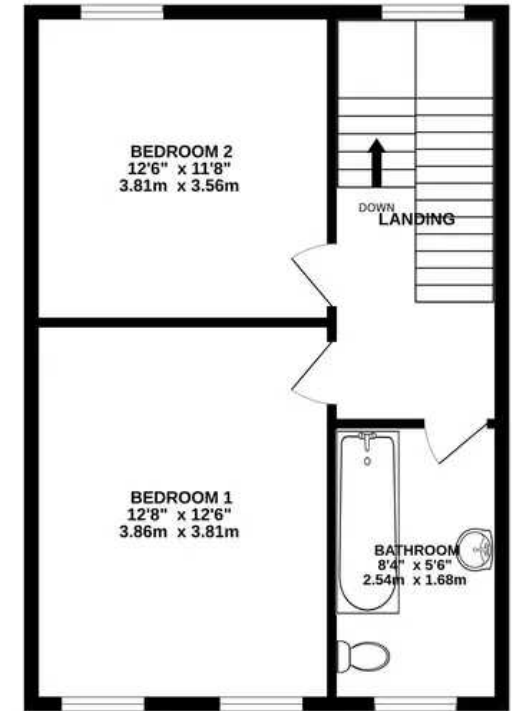 BEDROOM 2
12'6" x 11'8"
3.81m x 3.56m
DOWN
LANDING
BEDROOM 1
12'8" x 12'6"
3.86m x 3.81m
BATHROOM
8'4" x 5'6"
2.54m x 1.68m